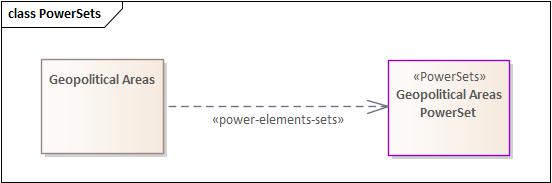 class PowerSets
Geopolitical Areas
«PowerSets»
Geopolitical Areas
PowerSet
«power-elements-sets»